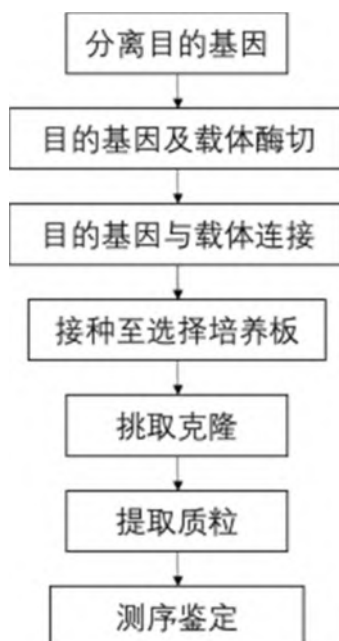 分离目的基因
目的基因及载体酶切
目的基因与载体连接
接种至选择培养板
挑取克隆
提取质粒
测序鉴定